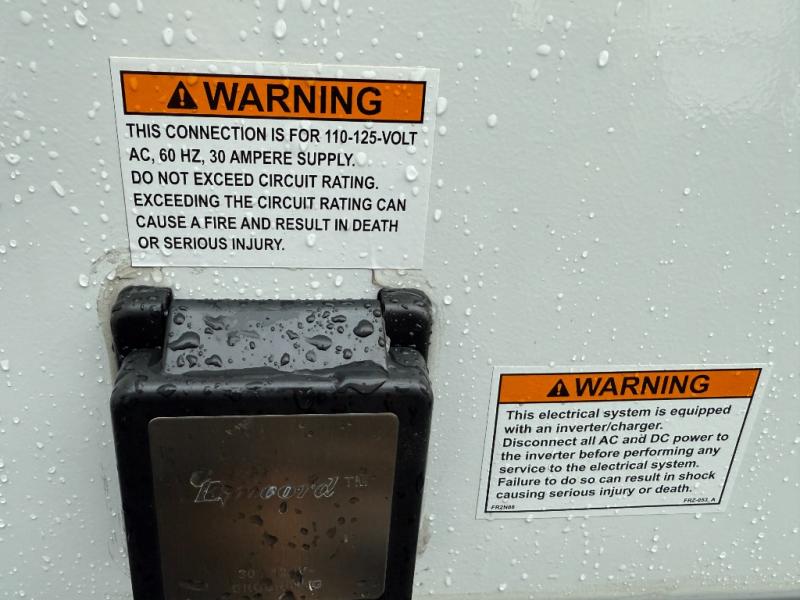 WARNING
THIS CONNECTION IS FOR 110-125-VOLT
AC, 60 HZ, 30 AMPERE SUPPLY.
DO NOT EXCEED CIRCUIT RATING.
EXCEEDING THE CIRCUIT RATING CAN
CAUSE A FIRE AND RESULT IN DEATH
OR SERIOUS INJURY.
TM
30
WARNING
This electrical system is equipped
with an inverter/charger.
Disconnect all AC and DC power to
the inverter before performing any
service to the electrical system.
Failure to do so can result in shock
causing serious injury or death.
FR2N88 FRZ-053, A